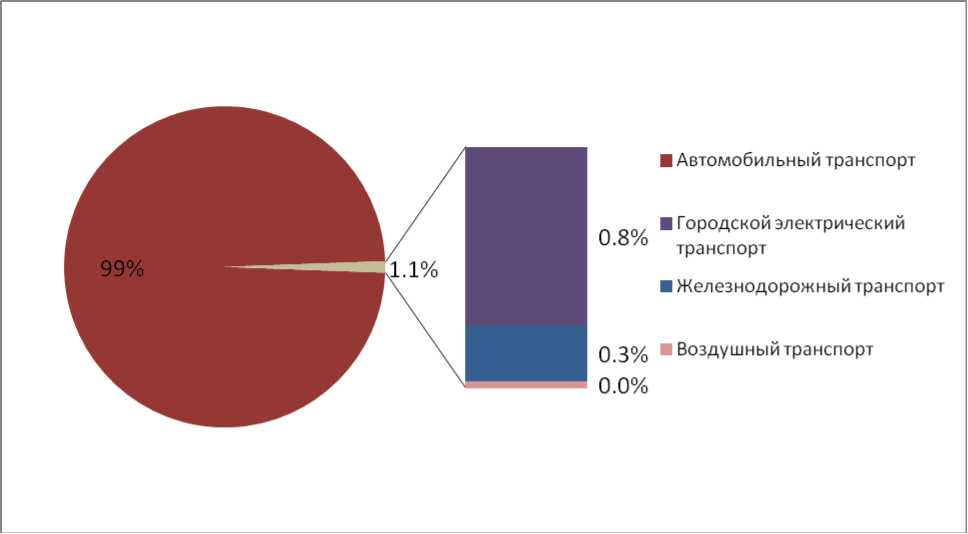 99%
1.1%
0.8%
0.3%
0.0%
Автомобильный транспорт
Городской электрический
транспорт
Железнодорожный транспорт
Воздушный транспорт